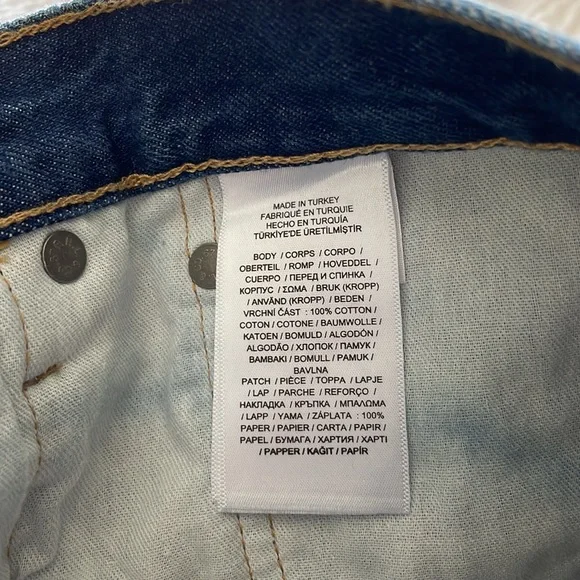 MADE IN TURKEY
FABRIQUÉ EN TURQUIE
HECHO EN TURQUÍA
TÜRKİYE'DE ÜRETİLMİŞTİR
BODY / CORPS / CORPO /
OBERTEIL / ROMP / HOVEDDEL /
CUERPO / ПЕРЕД И СПИНКА /
КОРПУС / ΣΩΜΑ / BRUK (KROPP)
/ ANVÄND (KROPP) / BEDEN /
VRCHNÍ ČÁST : 100% COTTON /
COTON / COTONE / BAUMWOLLE /
KATOEN / BOMULD / ALGODÓN /
ALGODÃO / ХЛОПОК / ПАМУК /
ΒΑΜΒΑΚΙ / BOMULL / PAMUK /
BAVLNA
PATCH / PIÈCE / TOPPA / LAPJE
/ LAP / PARCHE / REFORÇO /
НАКЛАДКА / КРЪПКА / ΜΠΑΛΩΜΑ
/ LAPP / YAMA / ZÁPLATA : 100%
PAPER / PAPIER / CARTA / PAPIR /
PAPEL / БУМАГА / ХАРТИЯ / ΧΑΡΤΙ
/ PAPPER / KAĞIT / PAPÍR